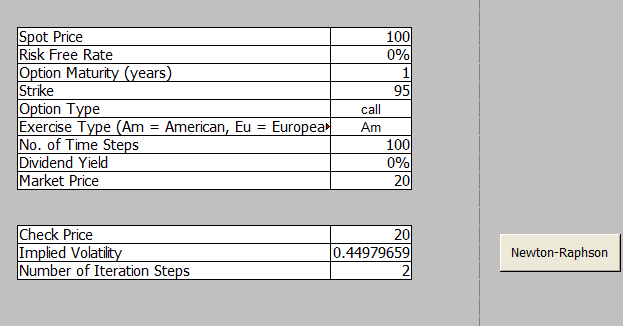 Spot Price 100
Risk Free Rate 0%
Option Maturity (years) 1
Strike 95
Option Type call
Exercise Type (Am = American, Eu = Europea Am
No. of Time Steps 100
Dividend Yield 0%
Market Price 20
Check Price 20
Implied Volatility 0.44979659
Newton-Raphson
Number of Iteration Steps 2